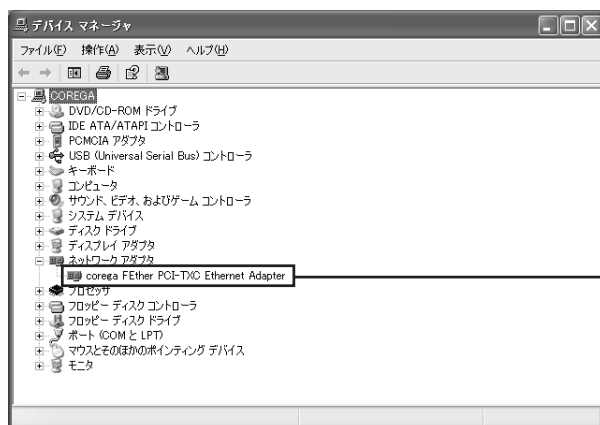 デバイス マネージャ
ファイル(F) 操作(A) 表示(V) ヘルプ(H)
COREGA
DVD/CD-ROM ドライブ
IDE ATA/ATAPI コントローラ
PCMCIA アダプタ
USB (Universal Serial Bus) コントローラ
キーボード
コンピュータ
サウンド、ビデオ、およびゲーム コントローラ
システム デバイス
ディスク ドライブ
ディスプレイ アダプタ
ネットワーク アダプタ
corega FEther PCI-TXC Ethernet Adapter
プロセッサ
フロッピー ディスク コントローラ
フロッピー ディスク ドライブ
ポート (COM と LPT)
マウスとそのほかのポインティング デバイス
モニタ